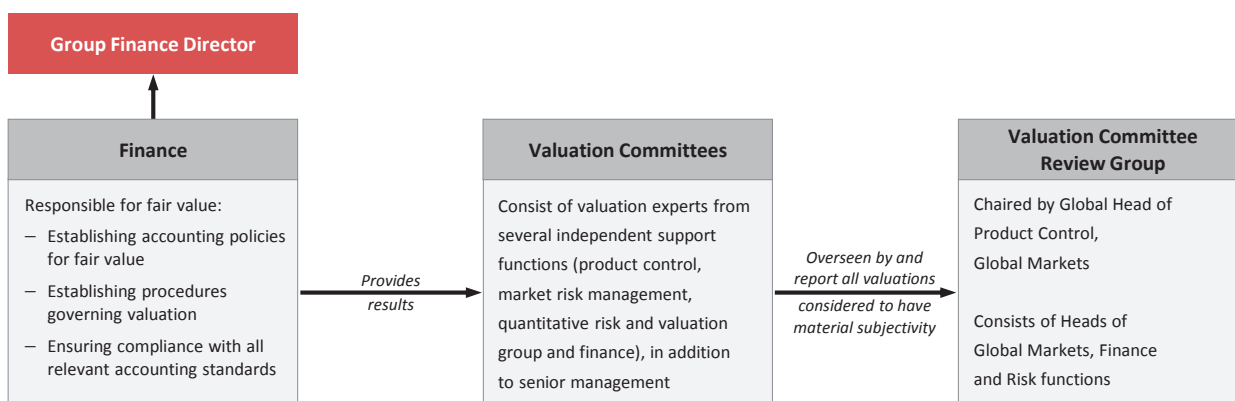 Group Finance Director
Finance
Responsible for fair value:
– Establishing accounting policies
for fair value
– Establishing procedures
governing valuation
– Ensuring compliance with all
relevant accounting standards
Provides
results
Valuation Committees
Consist of valuation experts from
several independent support
functions (product control,
market risk management,
quantitative risk and valuation
group and finance), in addition
to senior management
Overseen by and
report all valuations
considered to have
material subjectivity
Valuation Committee
Review Group
Chaired by Global Head of
Product Control,
Global Markets
Consists of Heads of
Global Markets, Finance
and Risk functions